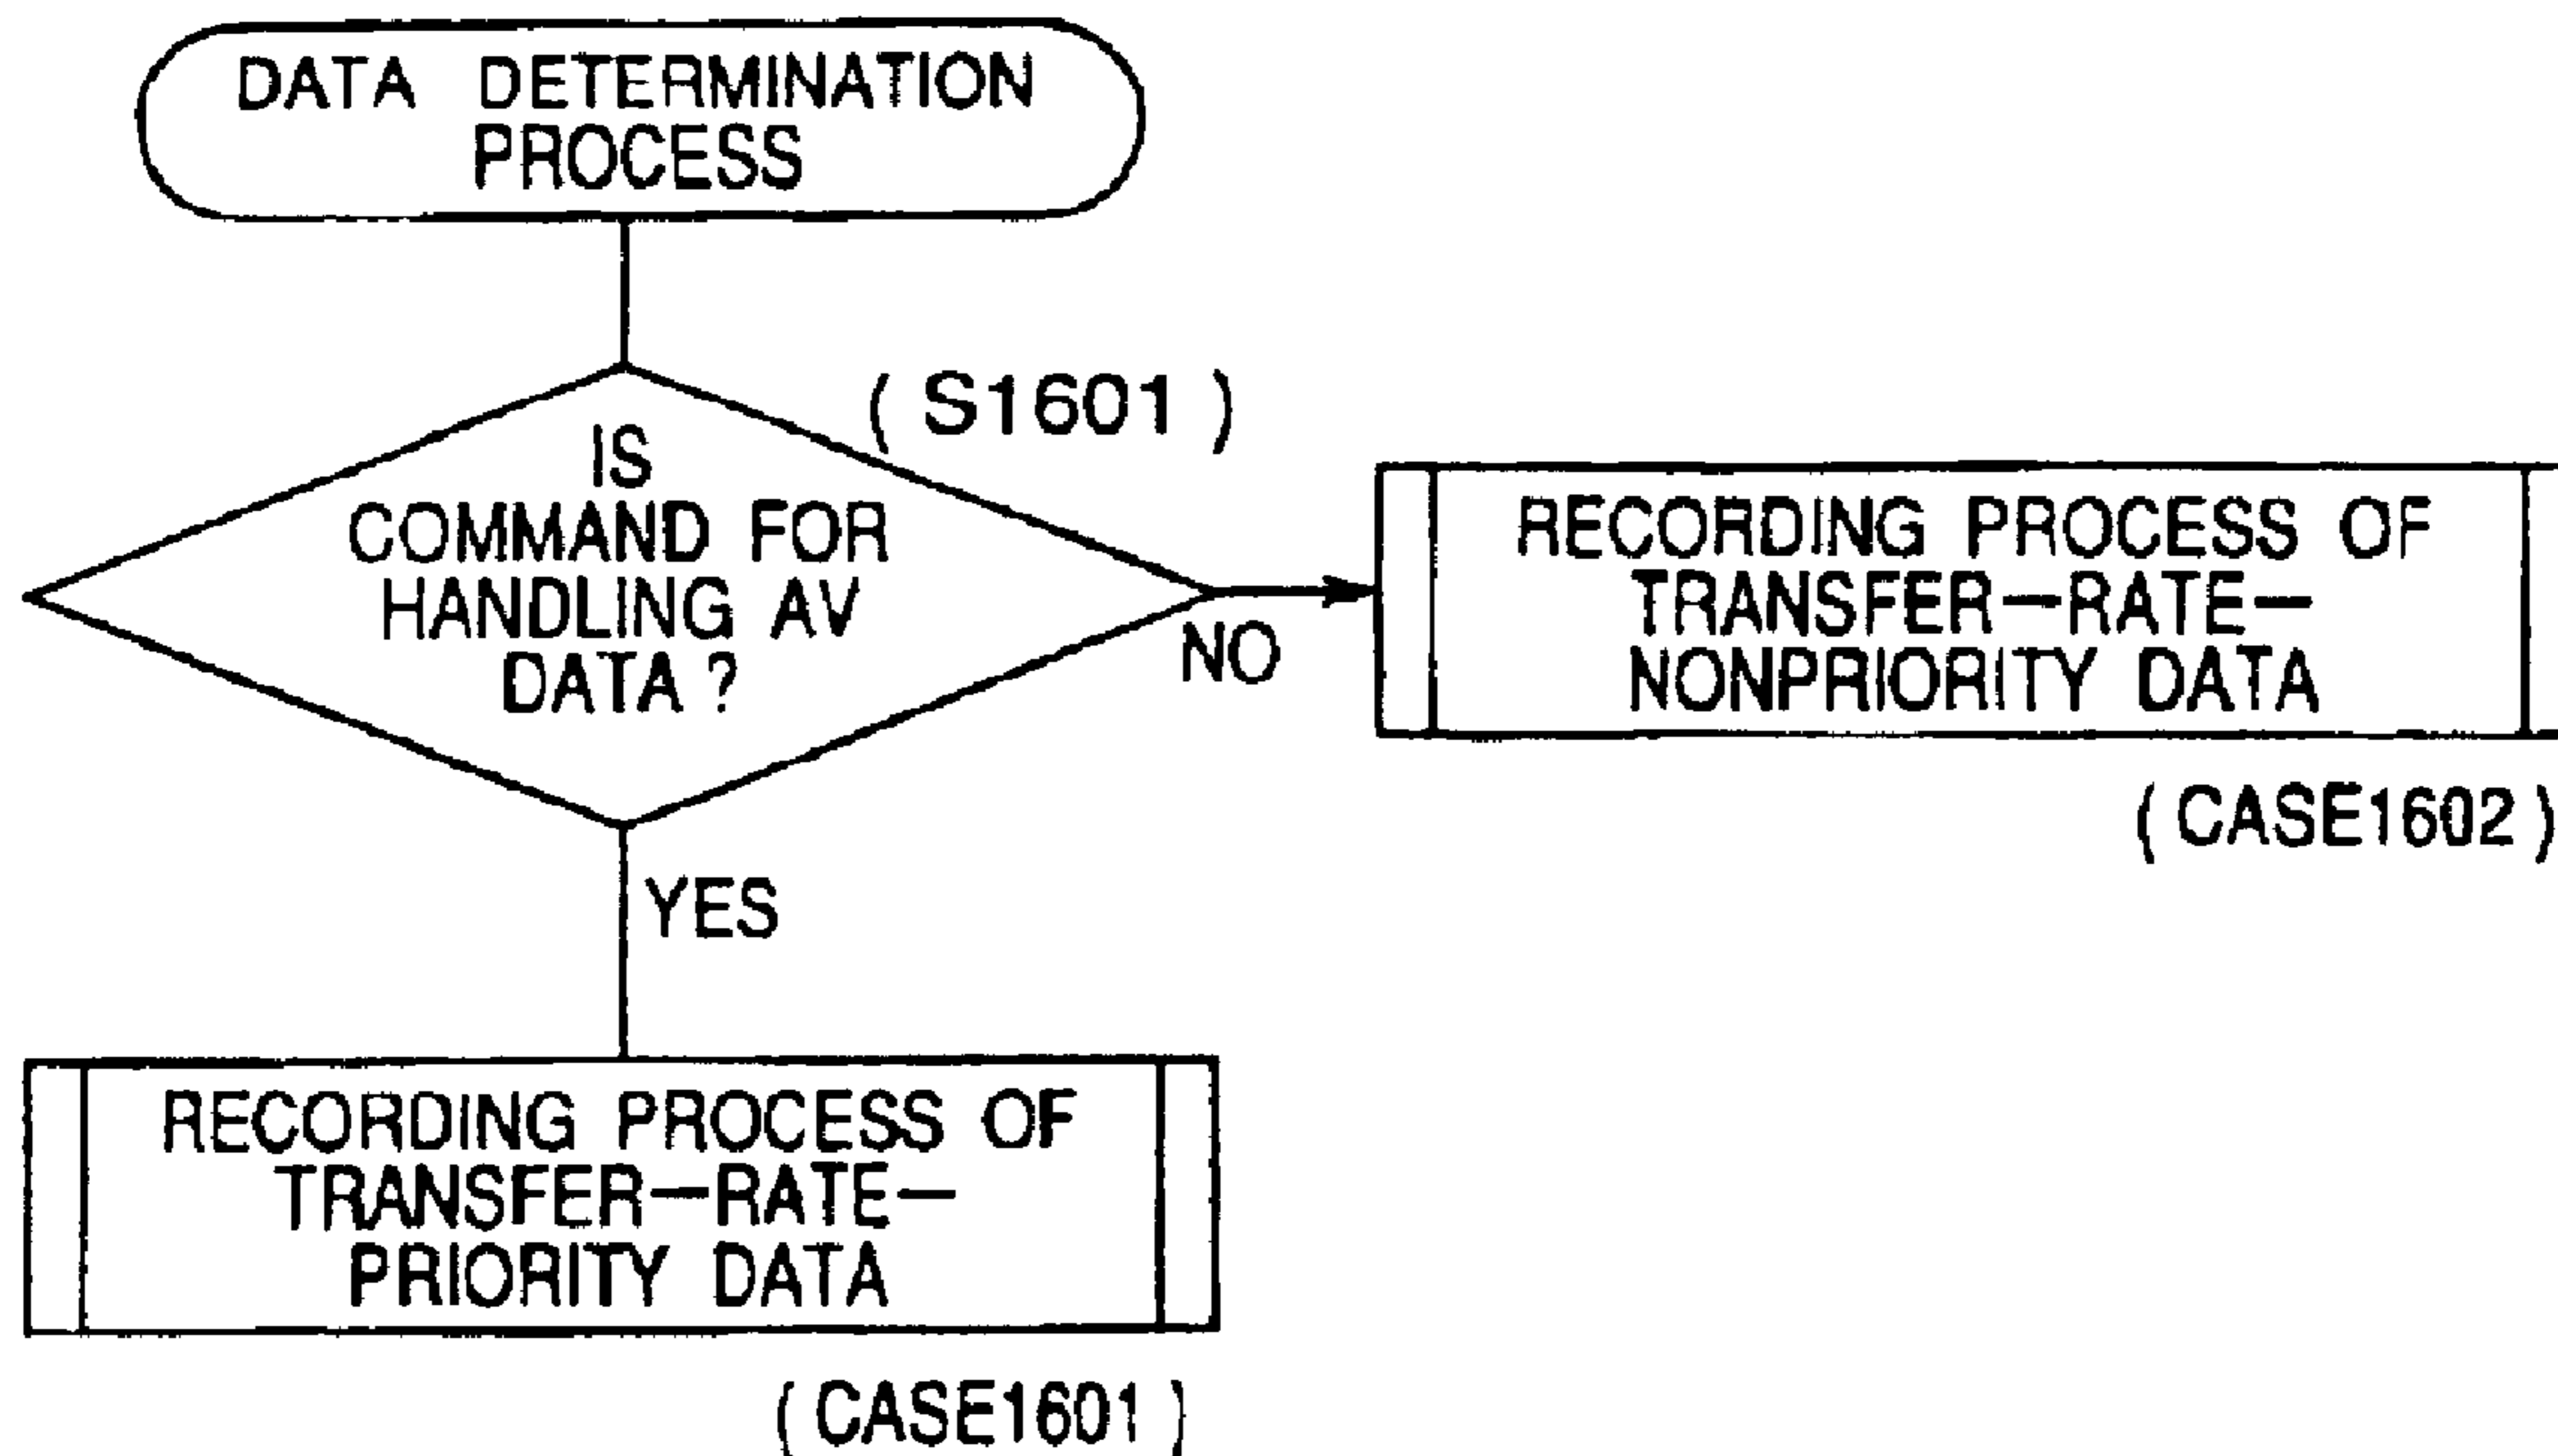 DATA DETERMINATION
PROCESS
( S1601 )
IS
COMMAND FOR
HANDLING AV
DATA ?
NO
RECORDING PROCESS OF
TRANSFER—RATE—
NONPRIORITY DATA
( CASE1602 )
YES
RECORDING PROCESS OF
TRANSFER—RATE—
PRIORITY DATA
( CASE1601 )